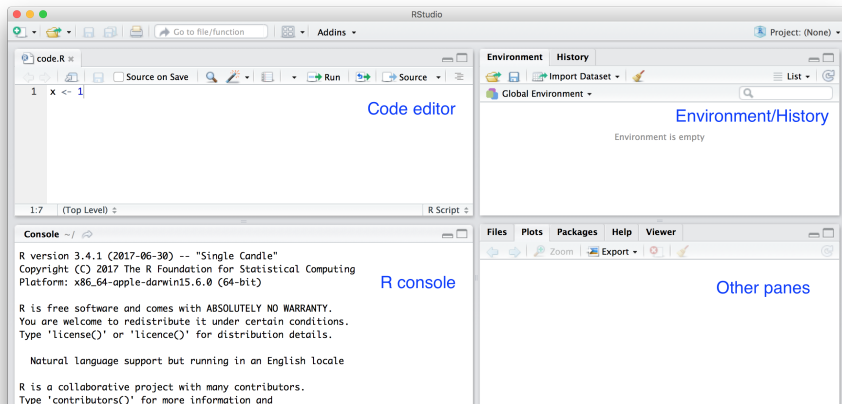 RStudio
Go to file/function
Addins
Project: (None)
code.R
Source on Save
Run
Source
1 x <- 1
Code editor
1:7 (Top Level)
R Script
Environment History
Import Dataset
List
Global Environment
Environment/History
Environment is empty
Console ~/
R version 3.4.1 (2017-06-30) -- "Single Candle"
Copyright (C) 2017 The R Foundation for Statistical Computing
Platform: x86_64-apple-darwin15.6.0 (64-bit)
R console
R is free software and comes with ABSOLUTELY NO WARRANTY.
You are welcome to redistribute it under certain conditions.
Type 'license()' or 'licence()' for distribution details.
Natural language support but running in an English locale
R is a collaborative project with many contributors.
Type 'contributors()' for more information and
Files Plots Packages Help Viewer
Zoom Export
Other panes